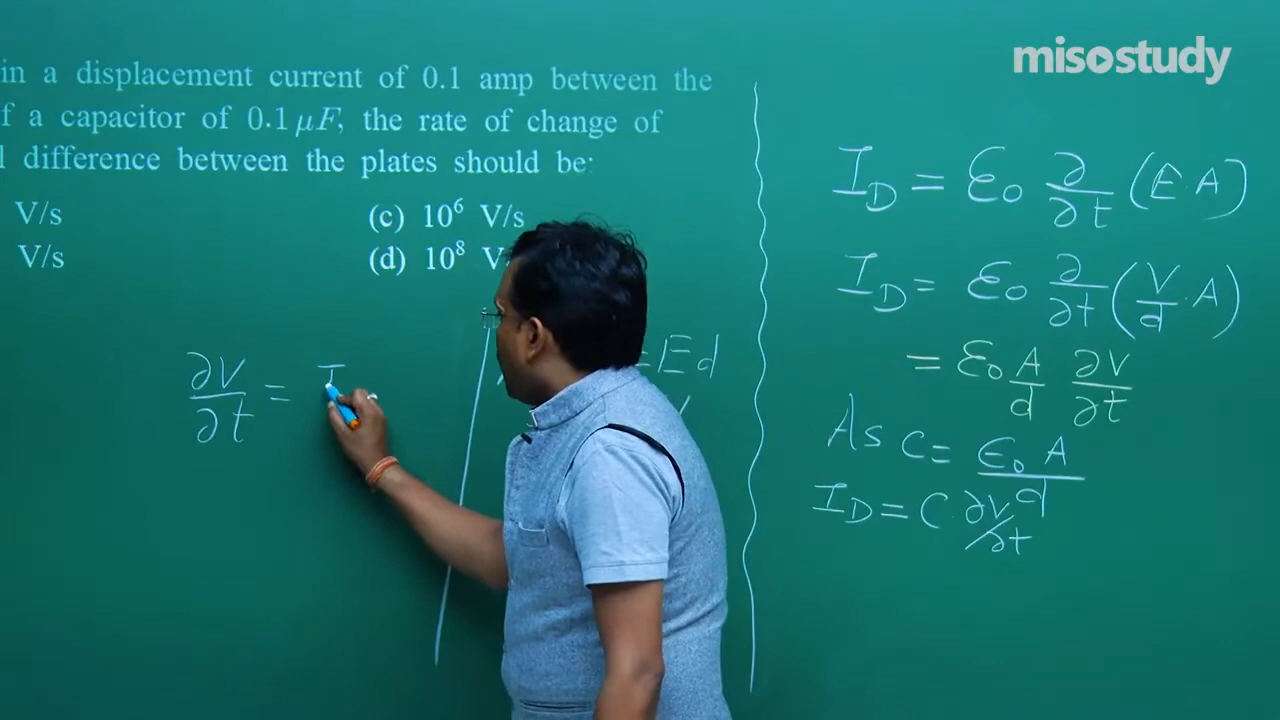 misostudy
in a displacement current of 0.1 amp between the
f a capacitor of 0.1 μF, the rate of change of
l difference between the plates should be:
V/s (c) 10⁶ V/s
V/s (d) 10⁸ V
∂V/∂t = I
= Ed
I_D = ε₀ ∂/∂t (E.A)
I_D = ε₀ ∂/∂t (V/d . A)
= ε₀ A/d ∂V/∂t
As C = ε₀ A/d
I_D = C ∂V/∂t